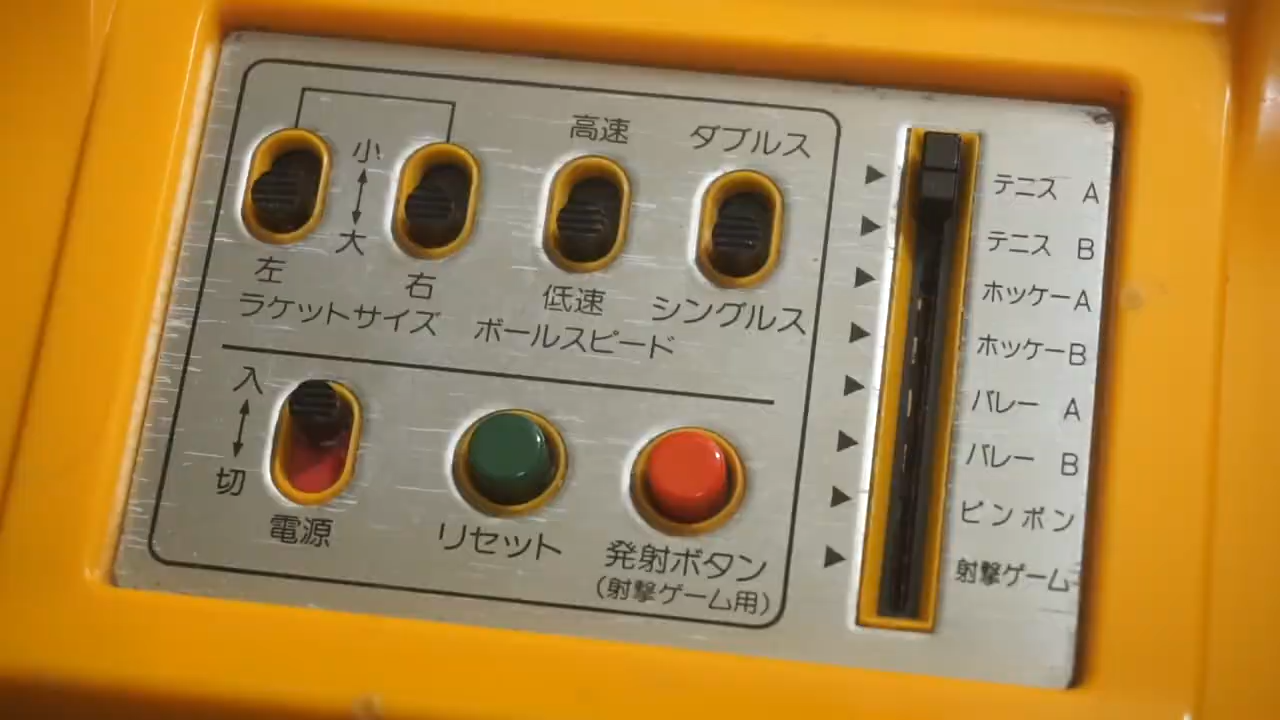 小
大
左
右
ラケットサイズ
高速
低速
ボールスピード
ダブルス
シングルス
入
切
電源
リセット
発射ボタン
(射撃ゲーム用)
テニス A
テニス B
ホッケーA
ホッケーB
バレー A
バレー B
ピンポン
射撃ゲーム